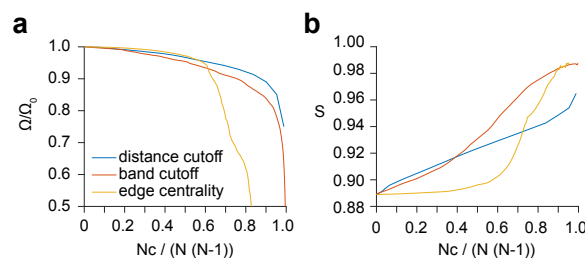 a
b
Ω/Ω₀
1.0
0.9
0.8
0.7
0.6
0.5
distance cutoff
band cutoff
edge centrality
0
0.2
0.4
0.6
0.8
1.0
Nc / (N (N-1))
S
1.00
0.98
0.96
0.94
0.92
0.90
0.88
0
0.2
0.4
0.6
0.8
1.0
Nc / (N (N-1))